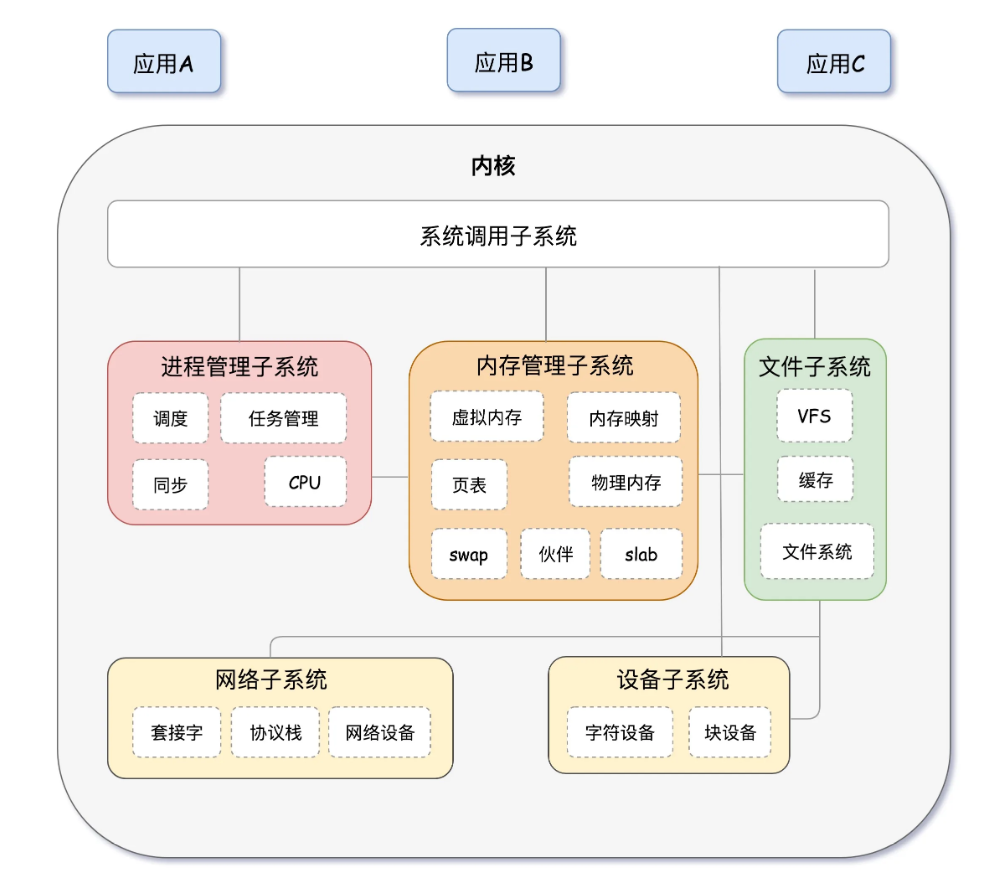 应用A
应用B
应用C
内核
系统调用子系统
进程管理子系统
调度
任务管理
同步
CPU
内存管理子系统
虚拟内存
内存映射
页表
物理内存
swap
伙伴
slab
文件子系统
VFS
缓存
文件系统
网络子系统
套接字
协议栈
网络设备
设备子系统
字符设备
块设备